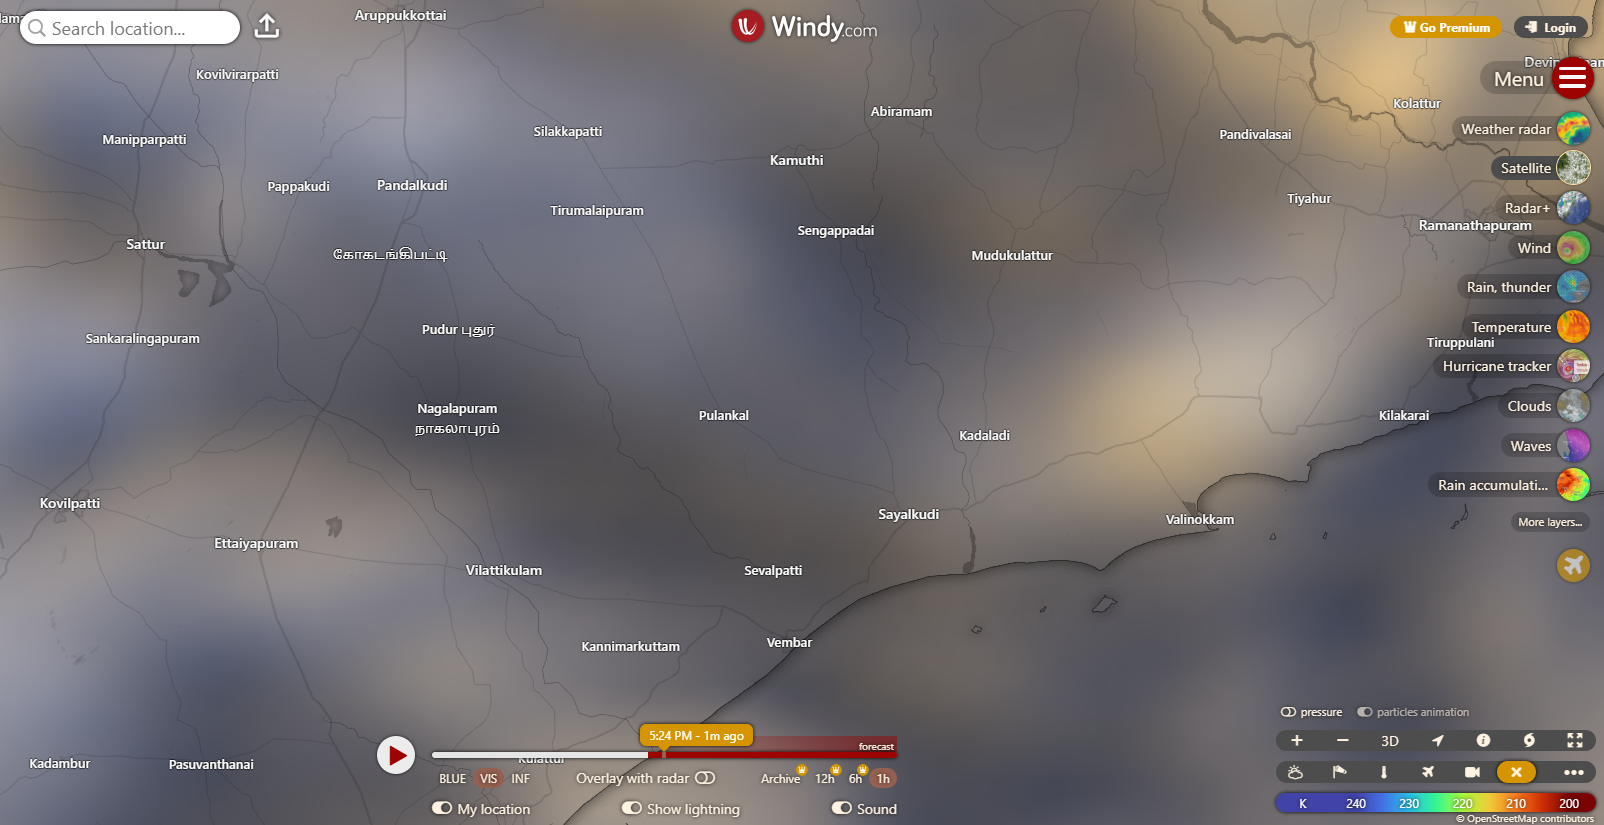 Aruppukkottai
Search location...
Windy.com
Go Premium
Login
Kovilvirarpatti
Menu
Kolattur
Abiramam
Manipparpatti
Silakkapatti
Pandivalasai
Weather radar
Kamuthi
Satellite
Pappakudi
Pandalkudi
Tiyahur
Tirumalaipuram
Radar+
Ramanathapuram
Sengappadai
Sattur
கோகடங்கிபட்டி
Mudukulattur
Wind
Rain, thunder
Pudur புதுர்
Temperature
Sankaralingapuram
Tiruppulani
Hurricane tracker
Nagalapuram
நாகலாபுரம்
Pulankal
Clouds
Kilakarai
Kadaladi
Waves
Rain accumulati...
Kovilpatti
Sayalkudi
Valinokkam
More layers...
Ettaiyapuram
Vilattikulam
Sevalpatti
Kannimarkuttam
Vembar
pressure
particles animation
5:24 PM - 1m ago
forecast
3D
Kadambur
Pasuvanthanai
Kulattur
BLUE VIS INF
Overlay with radar
Archive 12h 6h 1h
My location
Show lightning
Sound
K 240 230 220 210 200
© OpenStreetMap contributors